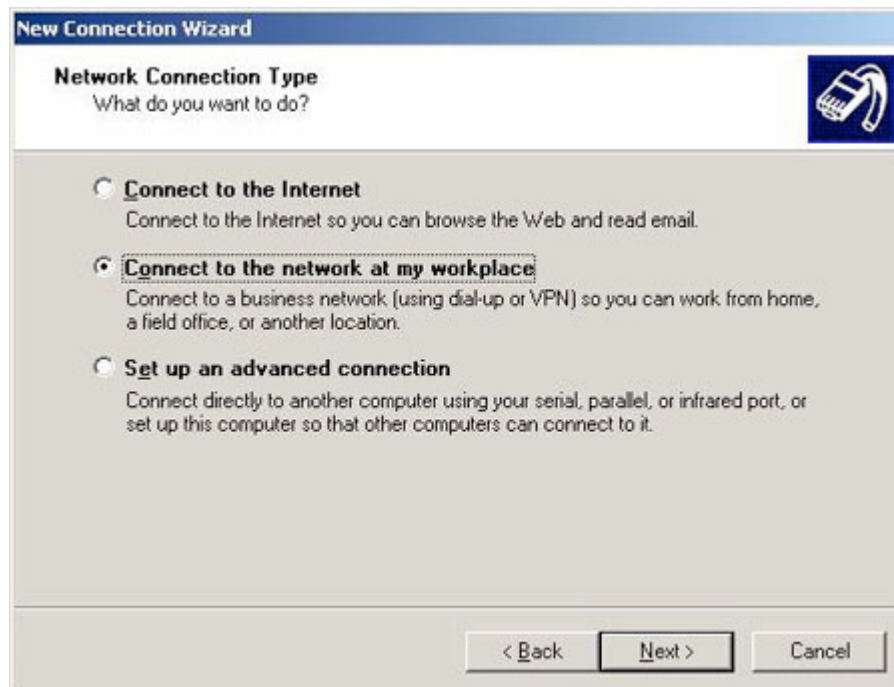 New Connection Wizard
Network Connection Type
What do you want to do?
Connect to the Internet
Connect to the Internet so you can browse the Web and read email.
Connect to the network at my workplace
Connect to a business network (using dial-up or VPN) so you can work from home,
a field office, or another location.
Set up an advanced connection
Connect directly to another computer using your serial, parallel, or infrared port, or
set up this computer so that other computers can connect to it.
< Back
Next >
Cancel